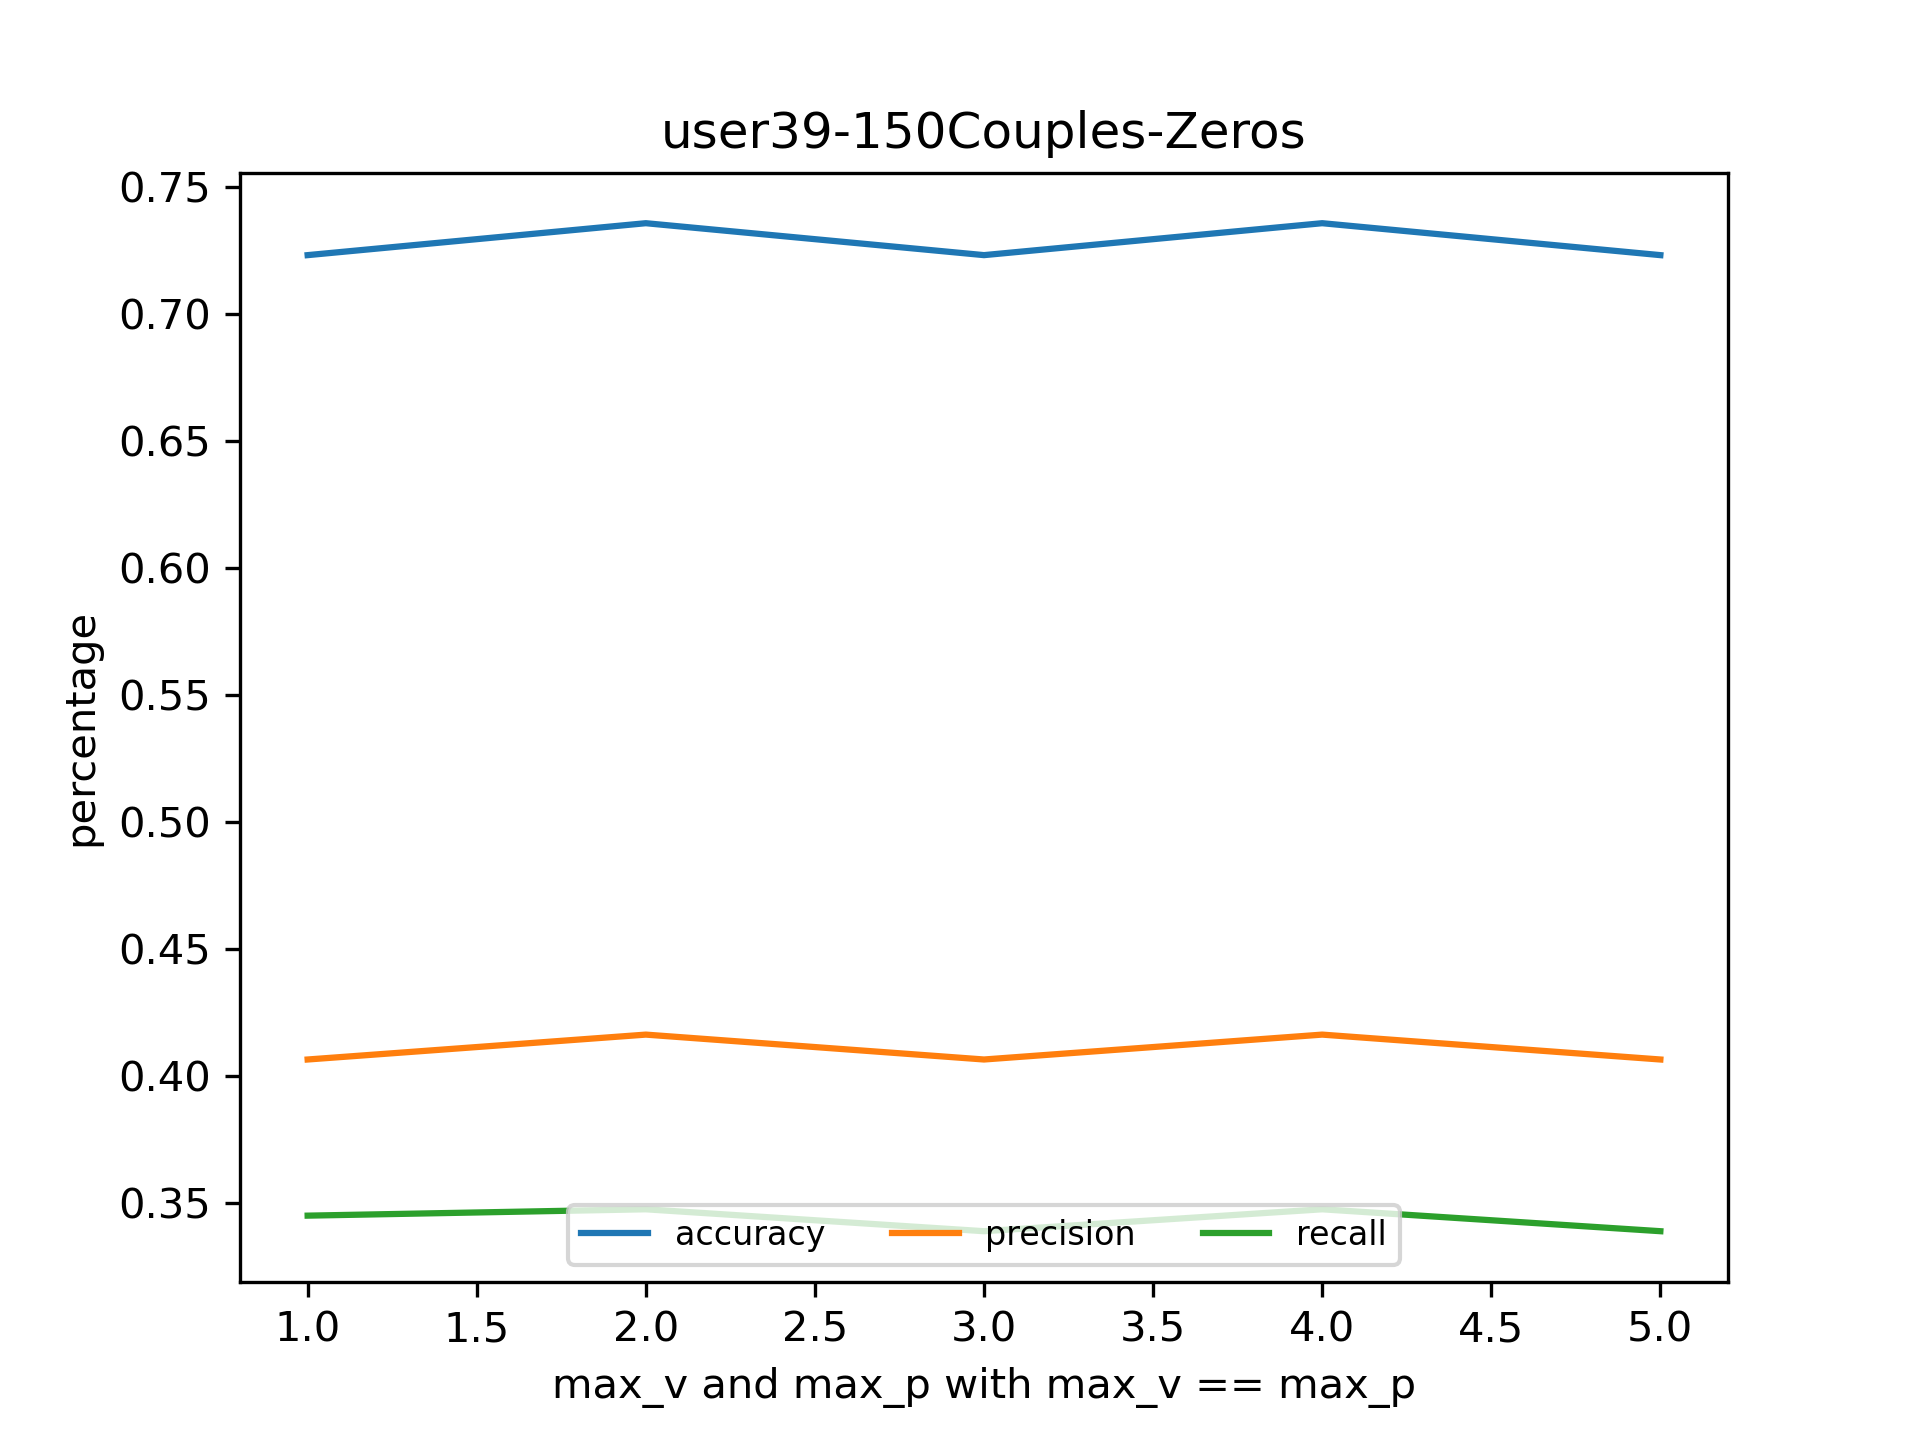 user39-150Couples-Zeros
0.75
0.70
0.65
0.60
0.55
0.50
0.45
0.40
0.35
percentage
accuracy precision recall
1.0 1.5 2.0 2.5 3.0 3.5 4.0 4.5 5.0
max_v and max_p with max_v == max_p